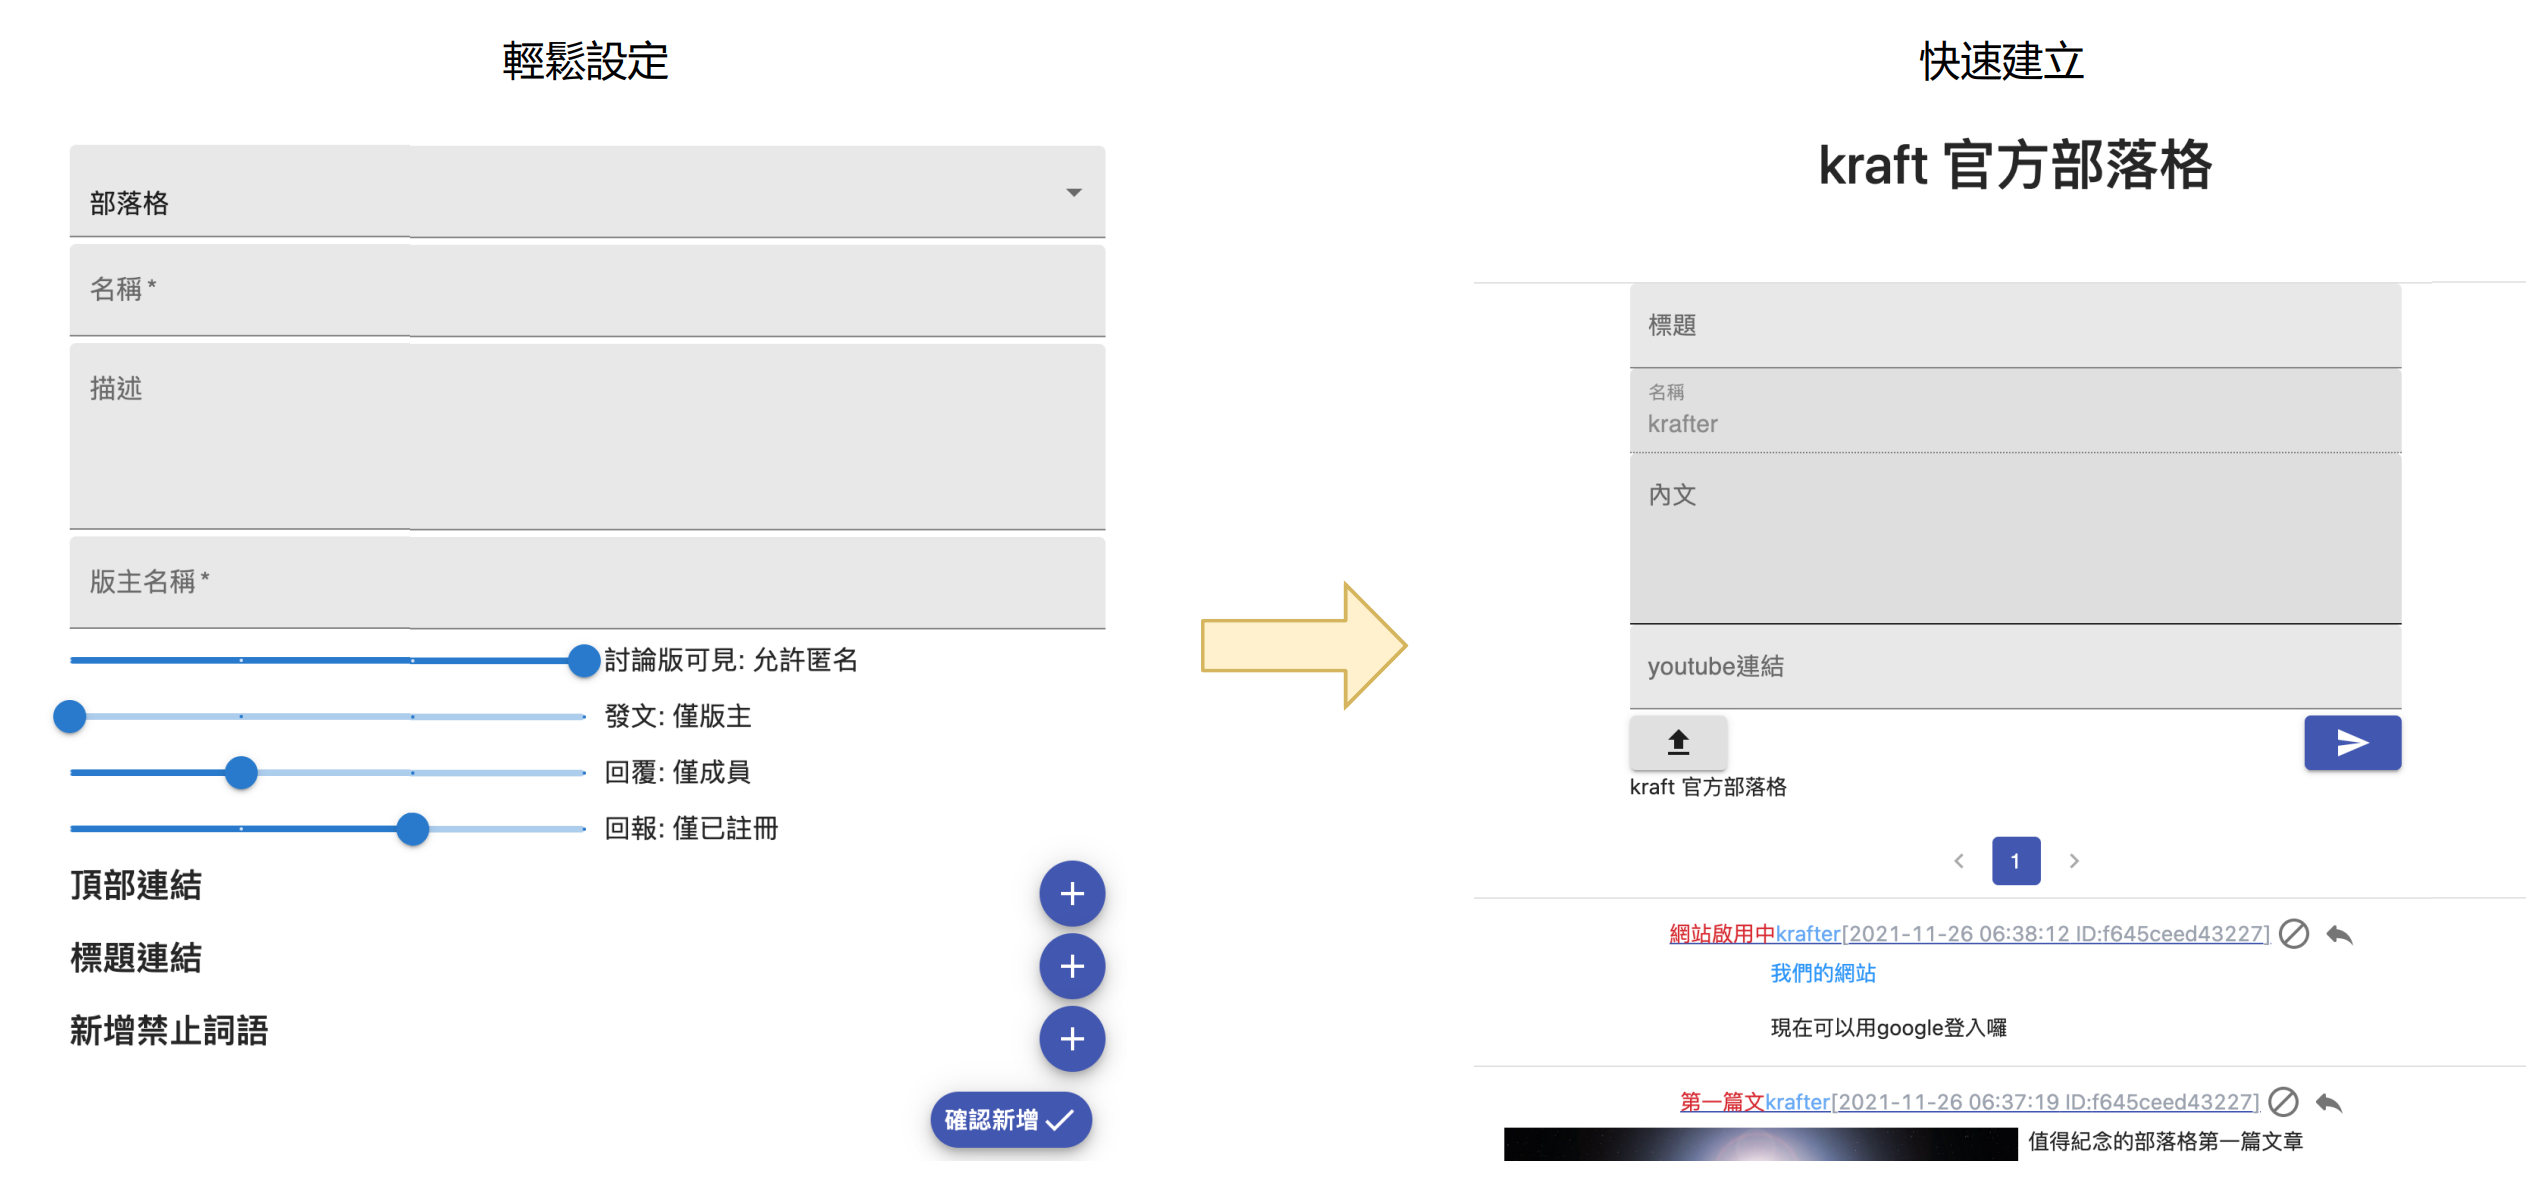 輕鬆設定
部落格
名稱 *
描述
版主名稱 *
討論版可見: 允許匿名
發文: 僅版主
回覆: 僅成員
回報: 僅已註冊
頂部連結
標題連結
新增禁止詞語
確認新增
快速建立
kraft 官方部落格
標題
名稱
krafter
內文
youtube連結
kraft 官方部落格
1
網站啟用中krafter[2021-11-26 06:38:12 ID:f645ceed43227]
我們的網站
現在可以用google登入囉
第一篇文krafter[2021-11-26 06:37:19 ID:f645ceed43227]
值得紀念的部落格第一篇文章